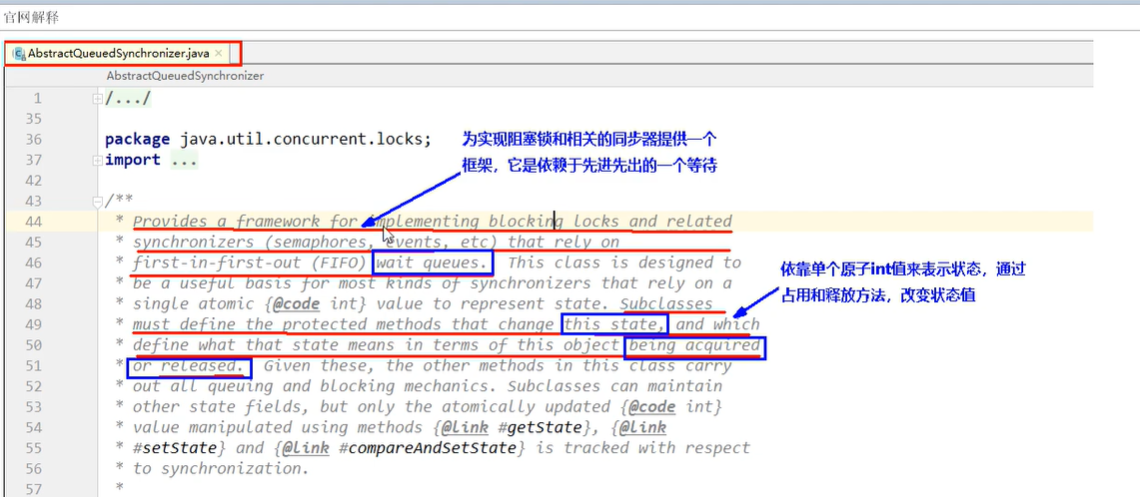 官网解释
AbstractQueuedSynchronizer.java ×
AbstractQueuedSynchronizer
1 /.../
35
36 package java.util.concurrent.locks;
37 import ...
42
43 /**
44 * Provides a framework for implementing blocking locks and related
45 * synchronizers (semaphores, events, etc) that rely on
46 * first-in-first-out (FIFO) wait queues. This class is designed to
47 * be a useful basis for most kinds of synchronizers that rely on a
48 * single atomic {@code int} value to represent state. Subclasses
49 * must define the protected methods that change this state, and which
50 * define what that state means in terms of this object being acquired
51 * or released. Given these, the other methods in this class carry
52 * out all queuing and blocking mechanics. Subclasses can maintain
53 * other state fields, but only the atomically updated {@code int}
54 * value manipulated using methods {@link #getState}, {@link
55 * #setState} and {@link #compareAndSetState} is tracked with respect
56 * to synchronization.
57 *
为实现阻塞锁和相关的同步器提供一个
框架，它是依赖于先进先出的一个等待
依靠单个原子int值来表示状态，通过
占用和释放方法，改变状态值